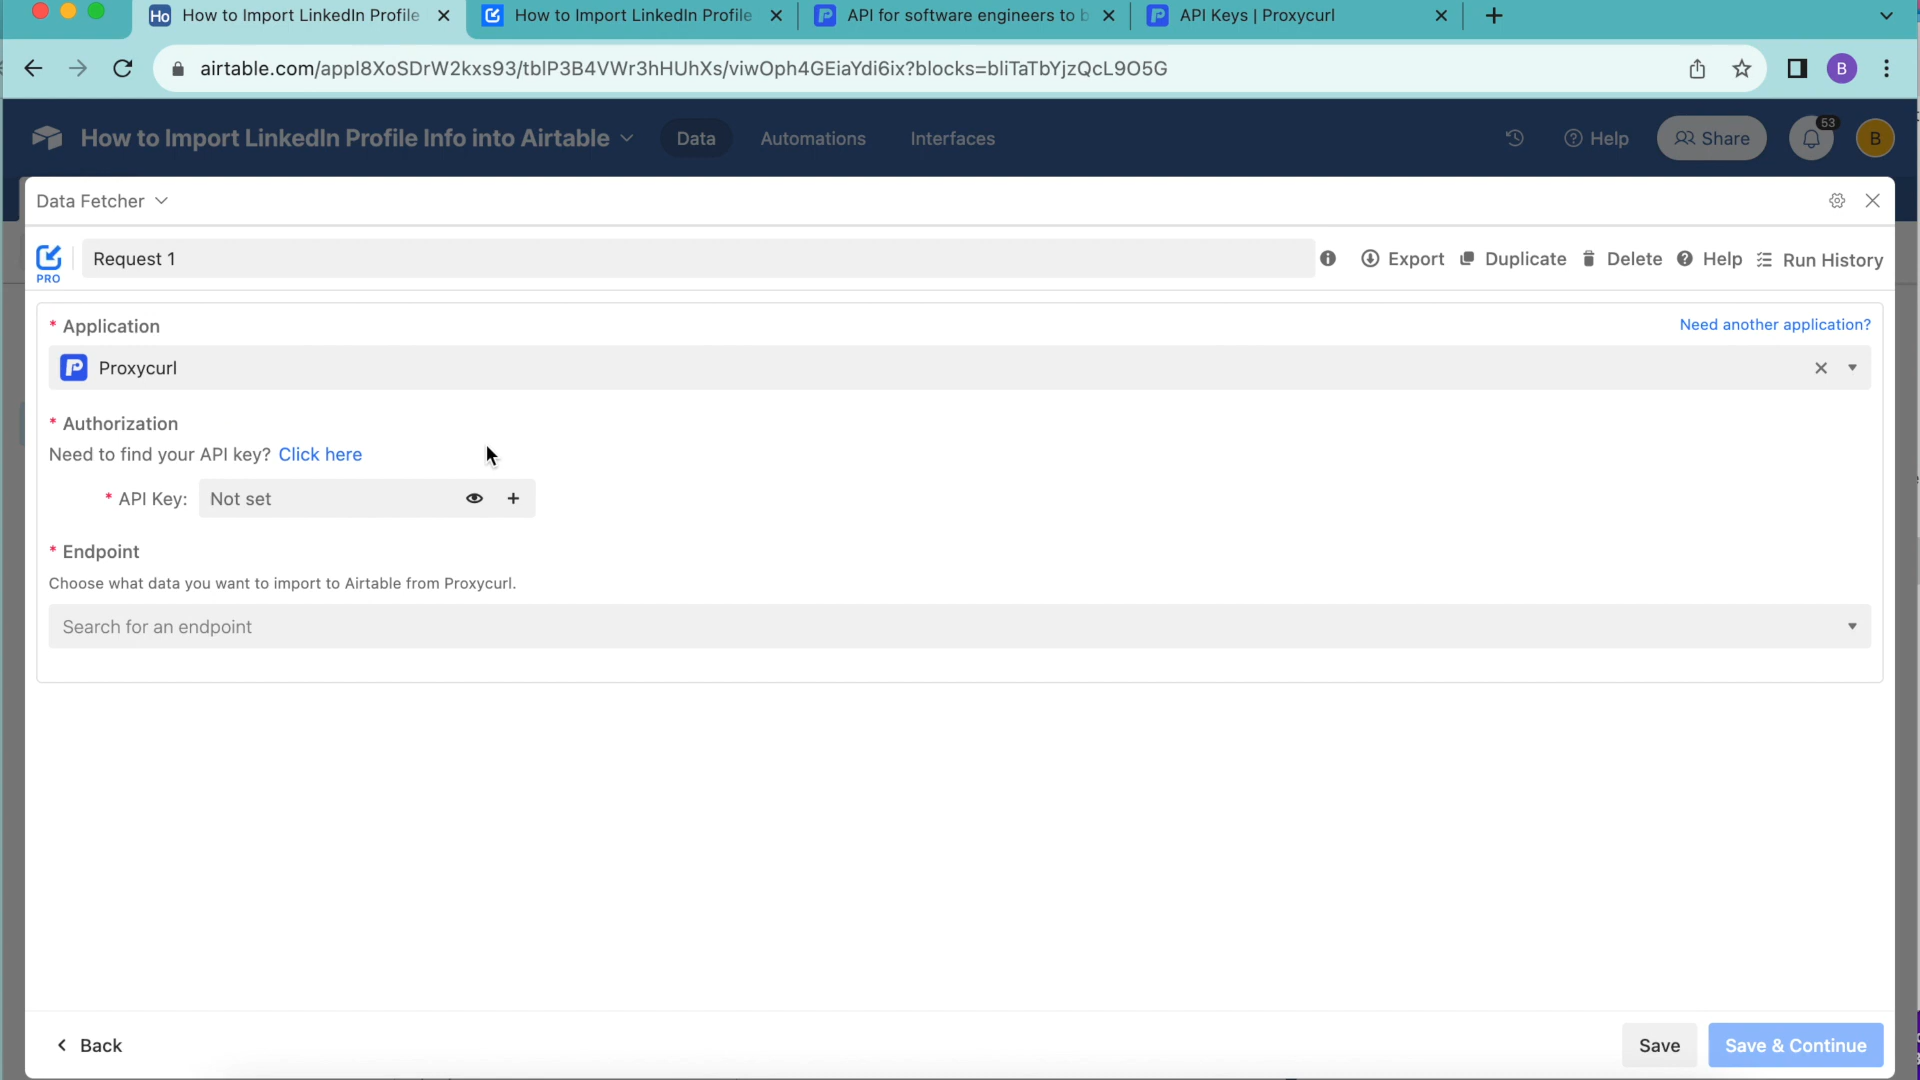 Ho How to Import LinkedIn Profile
How to Import LinkedIn Profile
API for software engineers to b
API Keys | Proxycurl
airtable.com/appl8XoSDrW2kxs93/tblP3B4VWr3hHUhXs/viwOph4GEiaYdi6ix?blocks=bliTaTbYjzQcL9O5G
B
How to Import LinkedIn Profile Info into Airtable
Data
Automations
Interfaces
Help
Share
53
B
Data Fetcher
PRO
Request 1
Export
Duplicate
Delete
Help
Run History
* Application
Need another application?
Proxycurl
* Authorization
Need to find your API key? Click here
* API Key: Not set
* Endpoint
Choose what data you want to import to Airtable from Proxycurl.
Search for an endpoint
Back
Save
Save & Continue